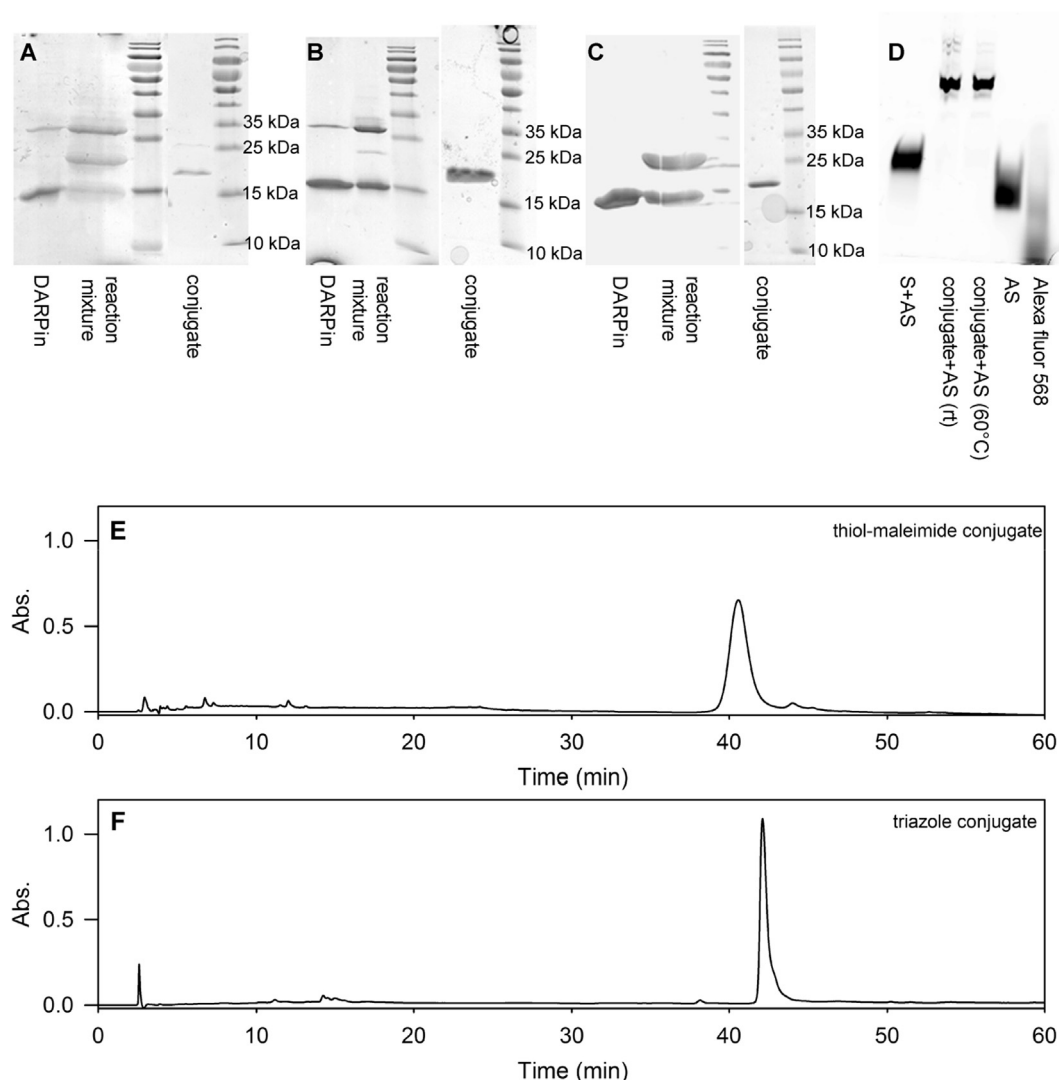 A
B
C
D
35 kDa
25 kDa
15 kDa
10 kDa
35 kDa
25 kDa
15 kDa
10 kDa
35 kDa
25 kDa
15 kDa
10 kDa
35 kDa
25 kDa
15 kDa
10 kDa
DARPin
reaction
mixture
conjugate
DARPin
reaction
mixture
conjugate
DARPin
reaction
mixture
conjugate
S+AS
conjugate+AS (rt)
conjugate+AS (60°C)
AS
Alexa fluor 568
E
thiol-maleimide conjugate
Abs.
1.0
0.5
0.0
0 10 20 30 40 50 60
Time (min)
F
triazole conjugate
Abs.
1.0
0.5
0.0
0 10 20 30 40 50 60
Time (min)